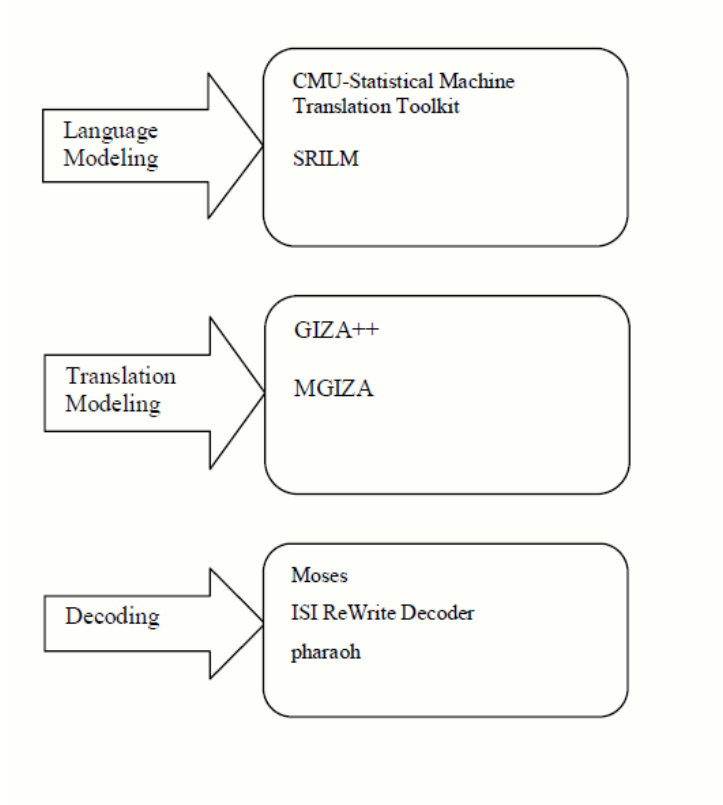 Language
Modeling
CMU-Statistical Machine
Translation Toolkit
SRILM
Translation
Modeling
GIZA++
MGIZA
Decoding
Moses
ISI ReWrite Decoder
pharaoh